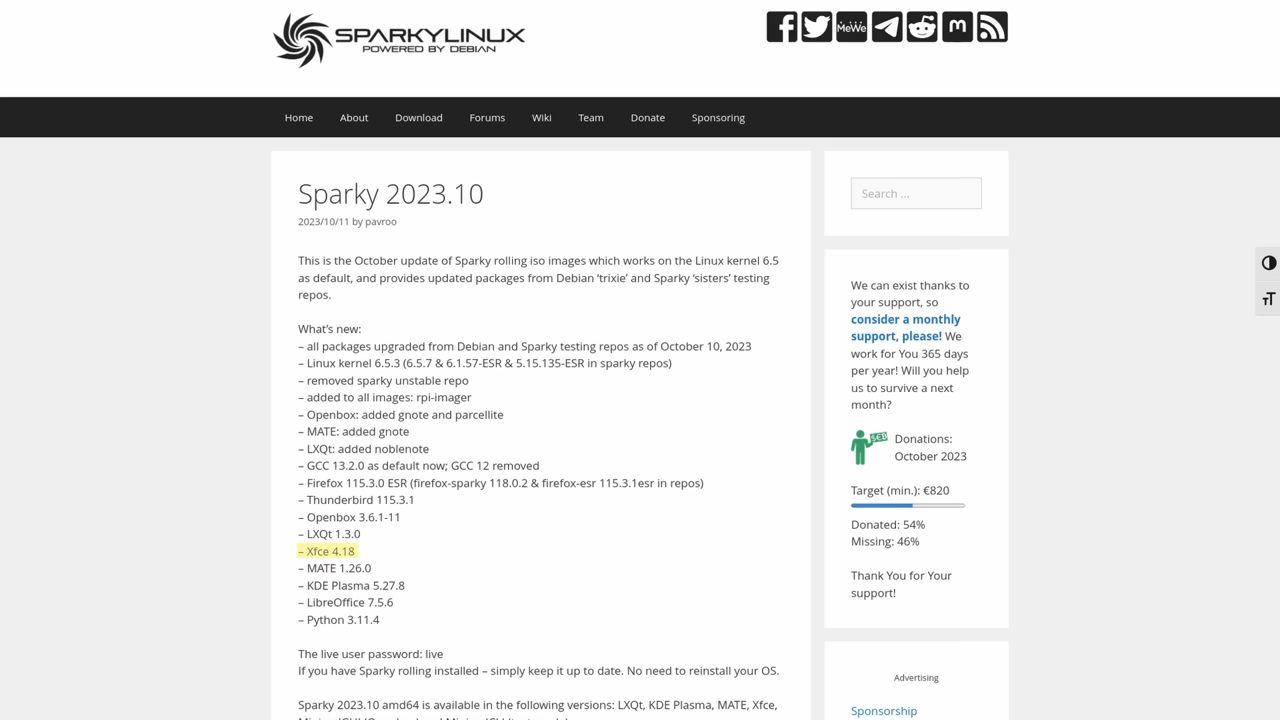 SPARKYLINUX
POWERED BY DEBIAN
MeWe
m
Home About Download Forums Wiki Team Donate Sponsoring
Sparky 2023.10
2023/10/11 by pavroo
This is the October update of Sparky rolling iso images which works on the Linux kernel 6.5
as default, and provides updated packages from Debian ‘trixie’ and Sparky ‘sisters’ testing
repos.
What’s new:
– all packages upgraded from Debian and Sparky testing repos as of October 10, 2023
– Linux kernel 6.5.3 (6.5.7 & 6.1.57-ESR & 5.15.135-ESR in sparky repos)
– removed sparky unstable repo
– added to all images: rpi-imager
– Openbox: added gnote and parcellite
– MATE: added gnote
– LXQt: added noblenote
– GCC 13.2.0 as default now; GCC 12 removed
– Firefox 115.3.0 ESR (firefox-sparky 118.0.2 & firefox-esr 115.3.1esr in repos)
– Thunderbird 115.3.1
– Openbox 3.6.1-11
– LXQt 1.3.0
– Xfce 4.18
– MATE 1.26.0
– KDE Plasma 5.27.8
– LibreOffice 7.5.6
– Python 3.11.4
The live user password: live
If you have Sparky rolling installed – simply keep it up to date. No need to reinstall your OS.
Sparky 2023.10 amd64 is available in the following versions: LXQt, KDE Plasma, MATE, Xfce,
Search ...
We can exist thanks to
your support, so
consider a monthly
support, please! We
work for You 365 days
per year! Will you help
us to survive a next
month?
Donations:
October 2023
Target (min.): €820
Donated: 54%
Missing: 46%
Thank You for Your
support!
Advertising
Sponsorship